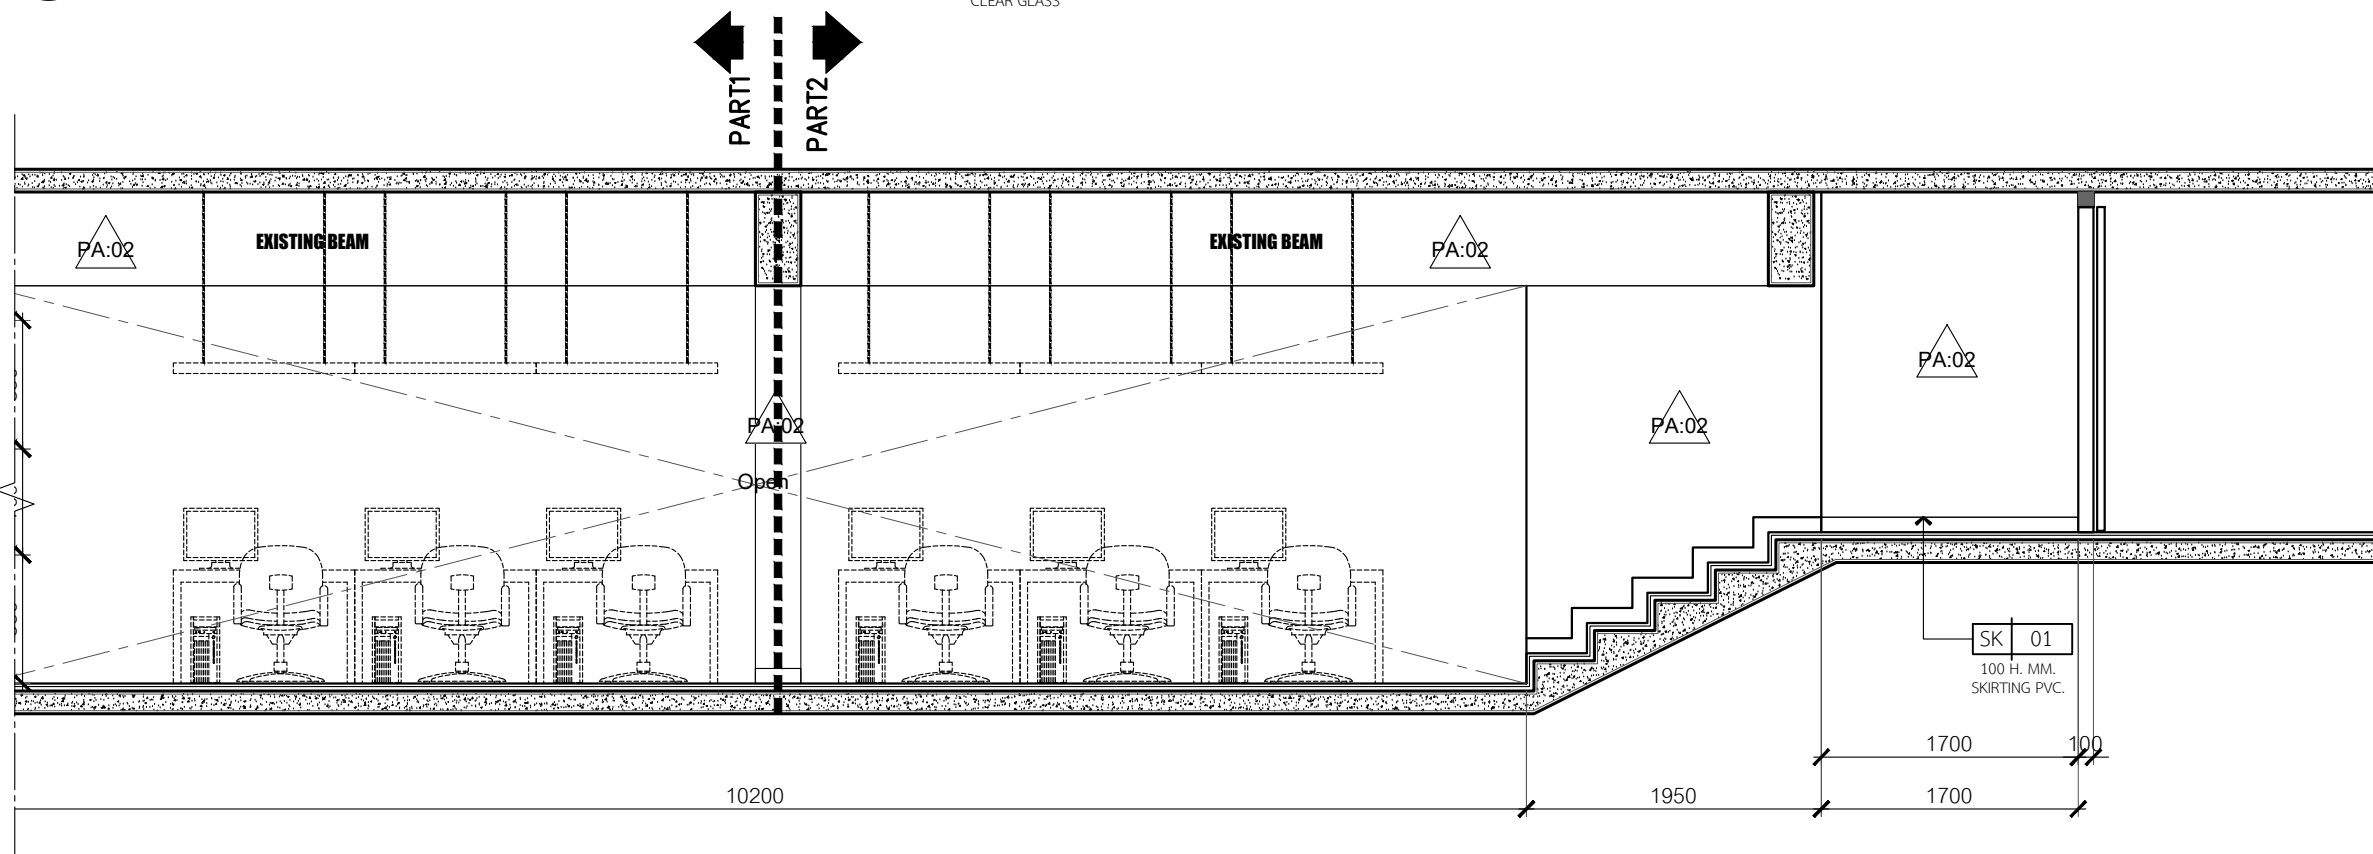 CLEAR GLASS
PART1
PART2
PA:02
EXISTING BEAM
EXISTING BEAM
PA:02
PA:02
PA:02
PA:02
Open
SK 01
100 H. MM.
SKIRTING PVC.
1700
100
10200
1950
1700